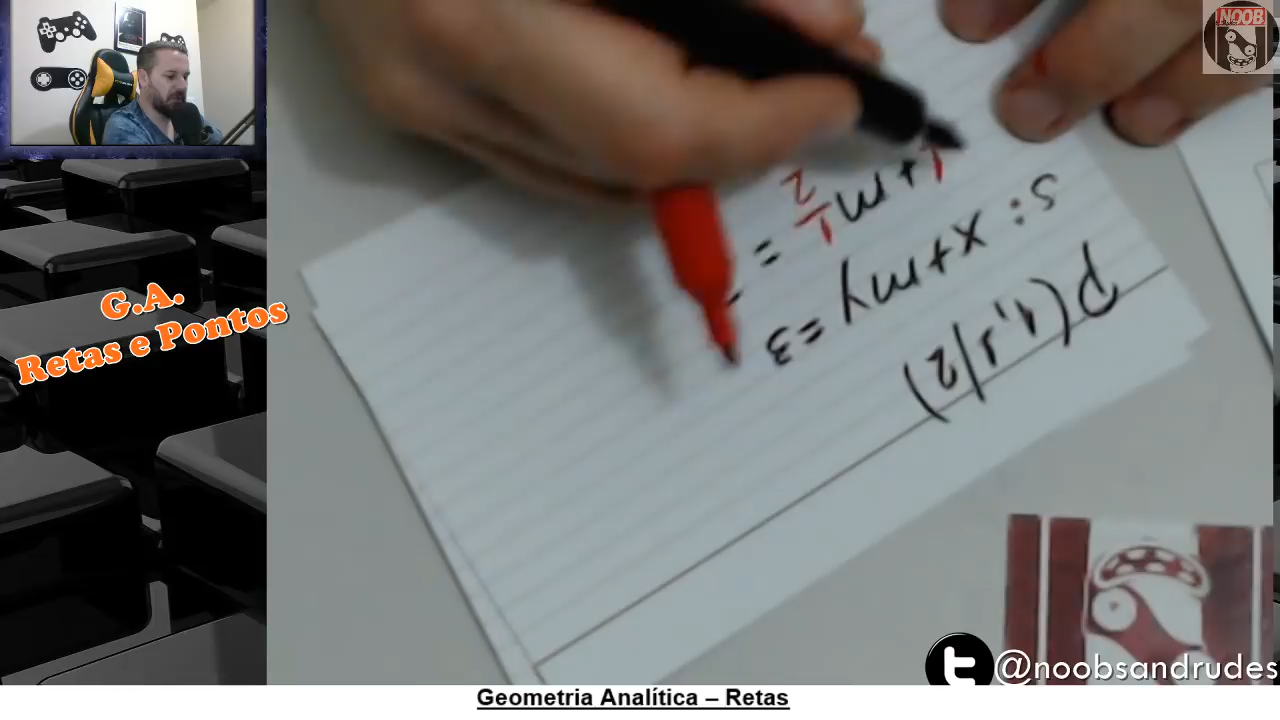 NOOB
G.A.
Retas e Pontos
P(1, 1/2)
s: x + my = 3
1 + m 1/2 =
@noobsandrudes
Geometria Analítica – Retas